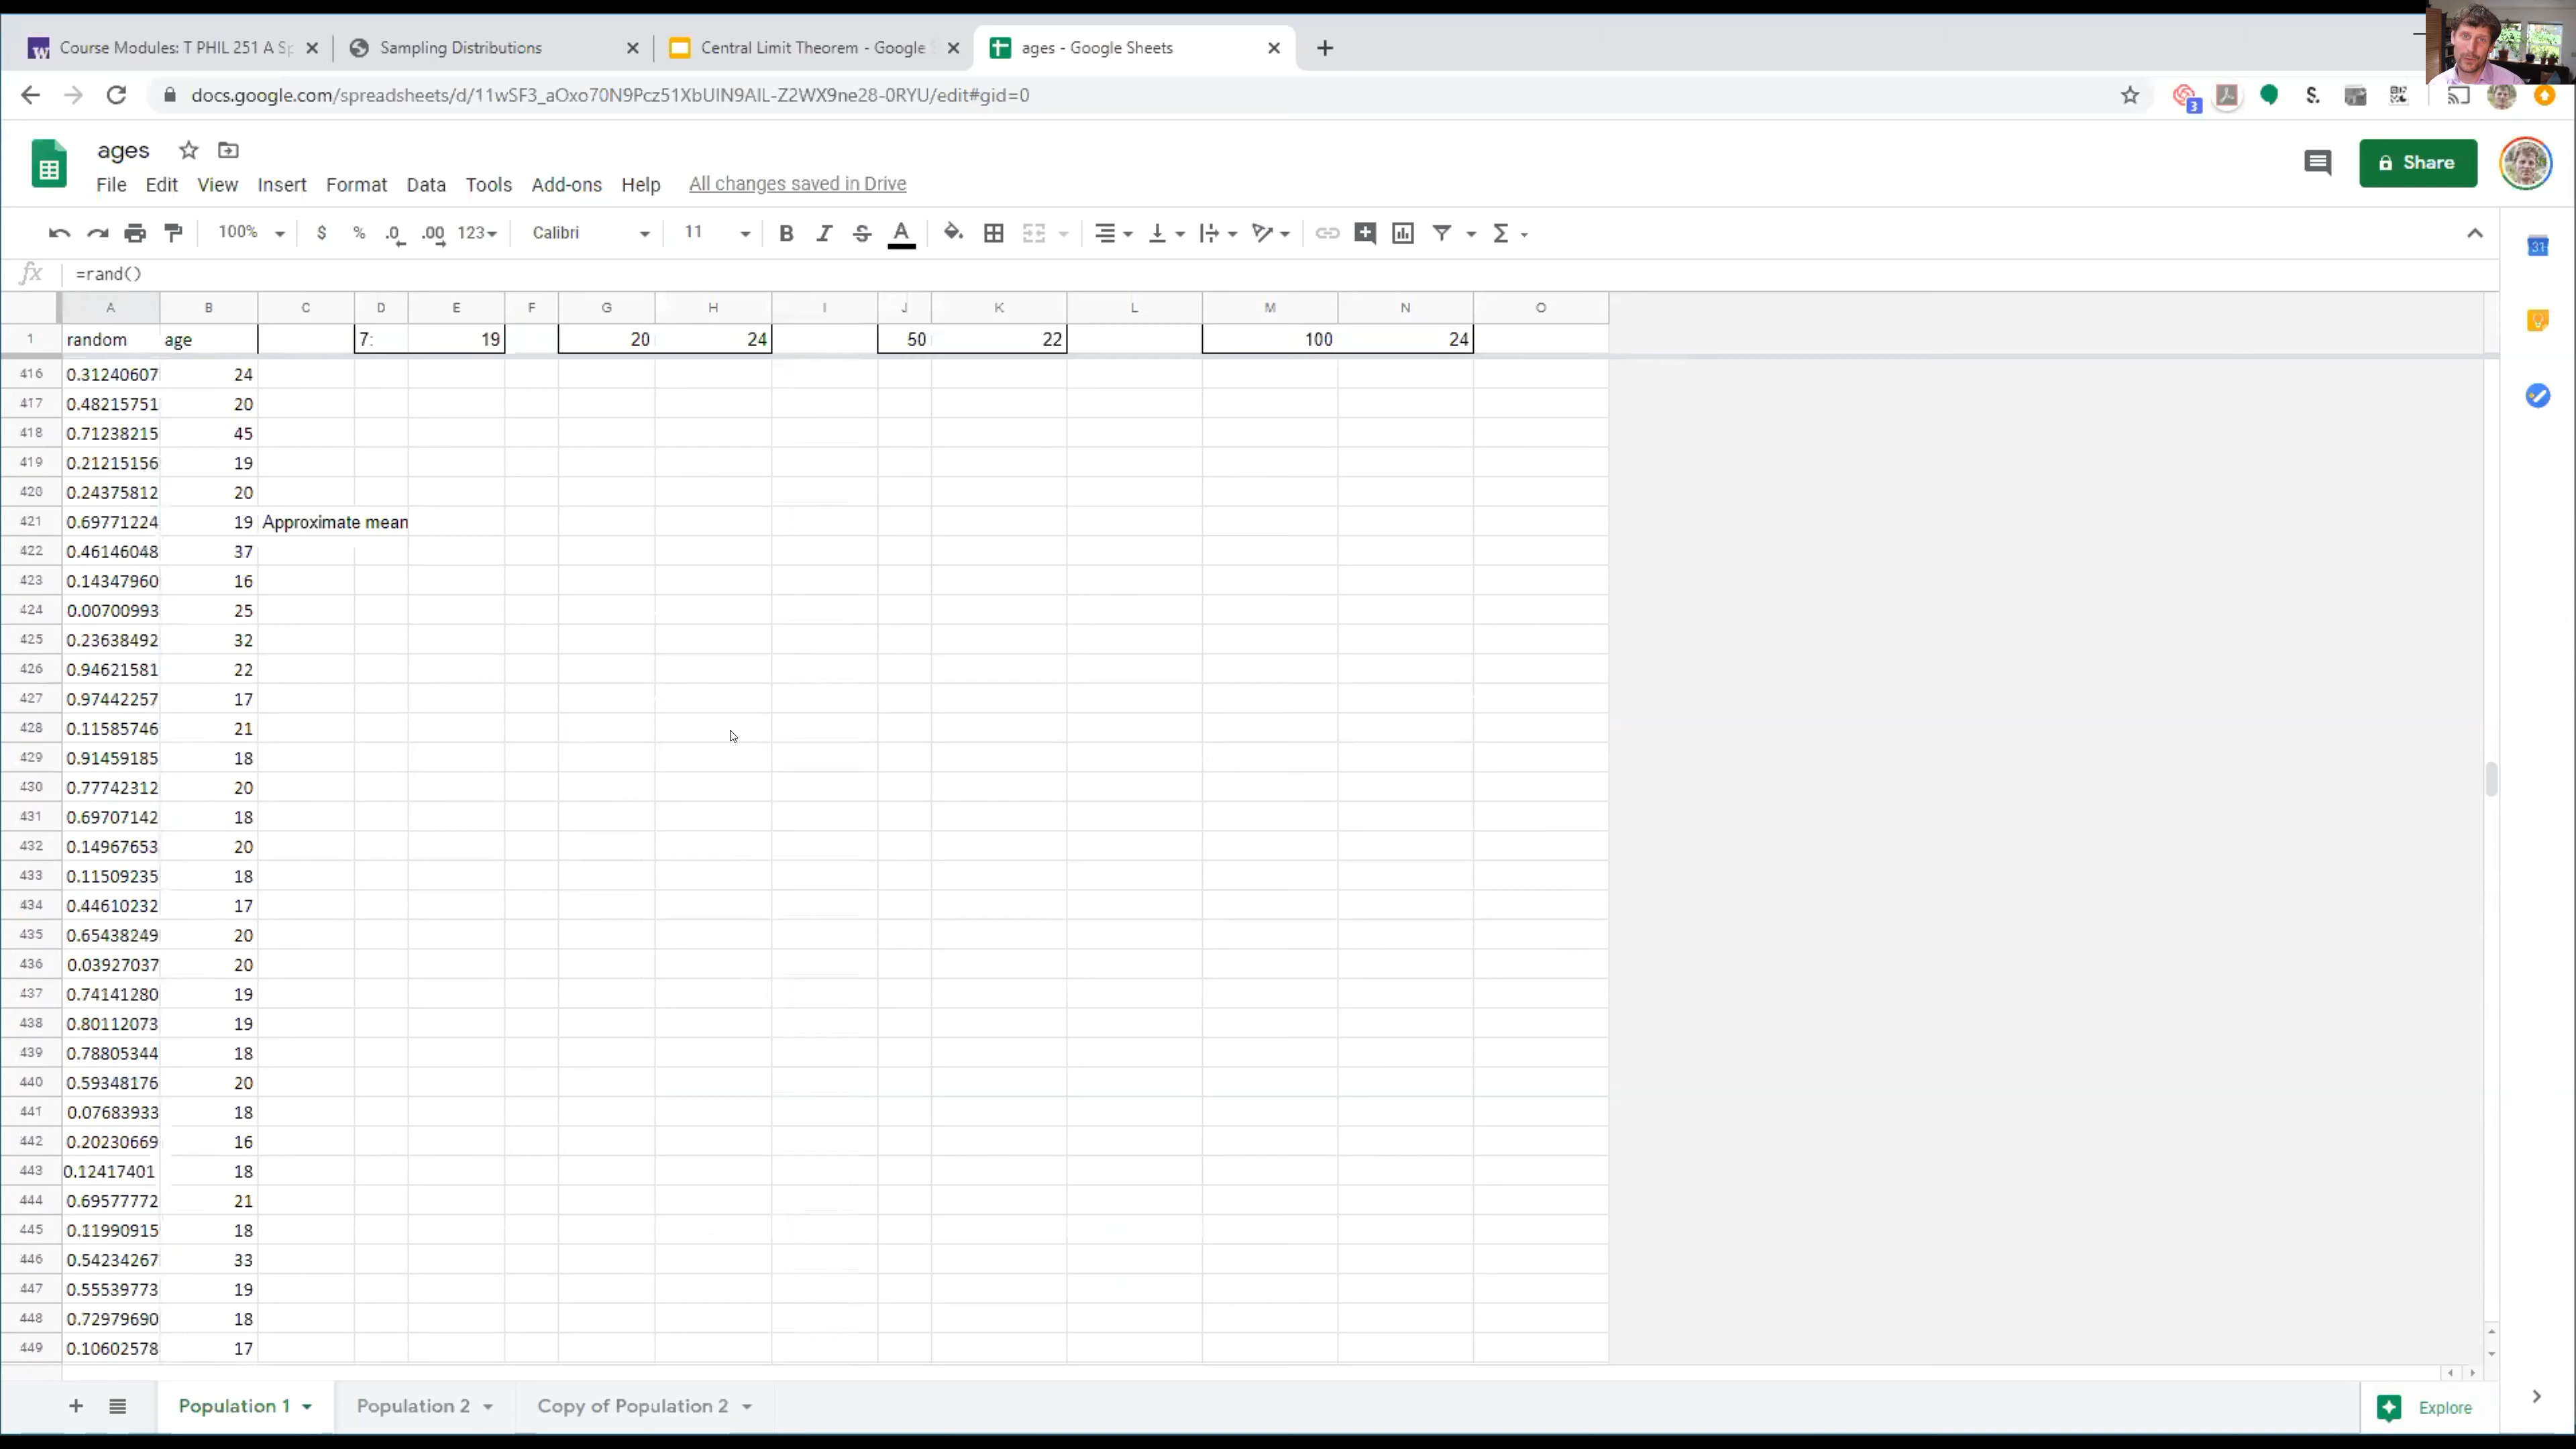 Course Modules: T PHIL 251 A Sp
Sampling Distributions
Central Limit Theorem - Google S
ages - Google Sheets
docs.google.com/spreadsheets/d/11wSF3_aOxo70N9Pcz51XbUIN9AIL-Z2WX9ne28-0RYU/edit#gid=0
3
S.
ages
Share
File Edit View Insert Format Data Tools Add-ons Help All changes saved in Drive
100% $ % .0 .00 123 Calibri 11 B I S A Σ
31
fx =rand()
A B C D E F G H I J K L M N O
1 random age 7: 19 20 24 50 22 100 24
416 0.31240607 24
417 0.48215751 20
418 0.71238215 45
419 0.21215156 19
420 0.24375812 20
421 0.69771224 19 Approximate mean
422 0.46146048 37
423 0.14347960 16
424 0.00700993 25
425 0.23638492 32
426 0.94621581 22
427 0.97442257 17
428 0.11585746 21
429 0.91459185 18
430 0.77742312 20
431 0.69707142 18
432 0.14967653 20
433 0.11509235 18
434 0.44610232 17
435 0.65438249 20
436 0.03927037 20
437 0.74141280 19
438 0.80112073 19
439 0.78805344 18
440 0.59348176 20
441 0.07683933 18
442 0.20230669 16
443 0.12417401 18
444 0.69577772 21
445 0.11990915 18
446 0.54234267 33
447 0.55539773 19
448 0.72979690 18
449 0.10602578 17
Population 1 Population 2 Copy of Population 2 Explore